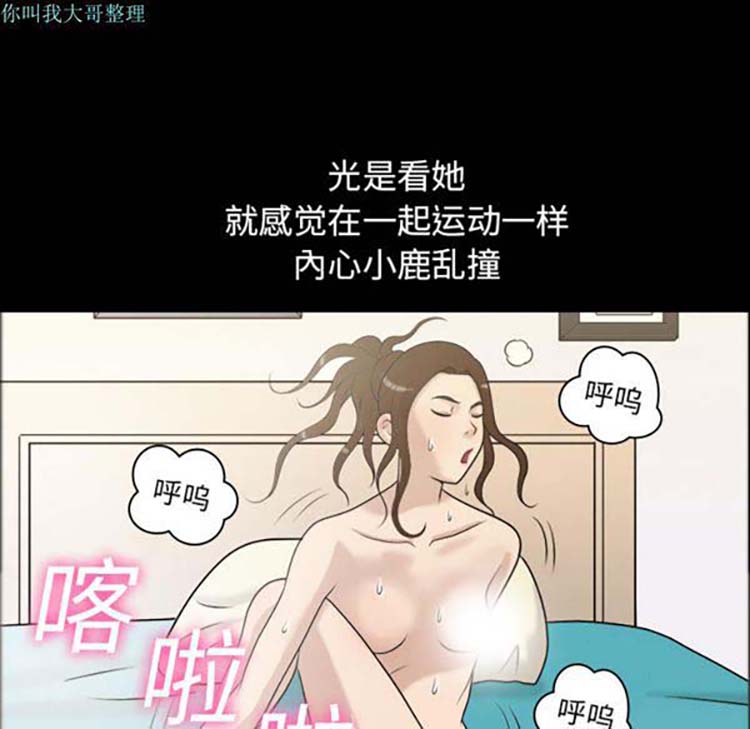 你叫我大哥整理
光是看她
就感觉在一起运动一样
內心小鹿乱撞
呼呜
呼呜
喀
啦
啦
呼呜